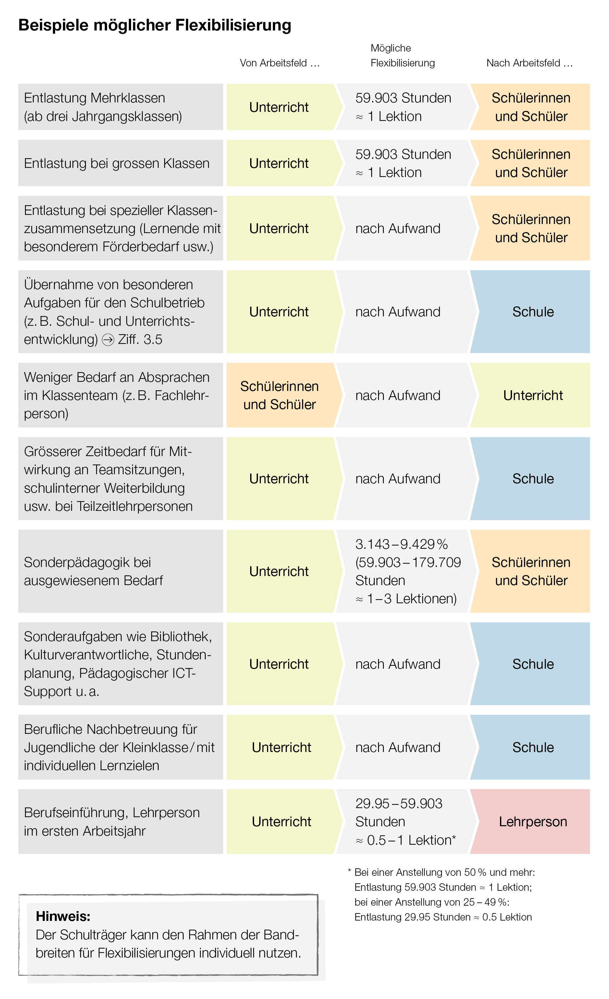 Beispiele möglicher Flexibilisierung
Von Arbeitsfeld …
Mögliche
Flexibilisierung
Nach Arbeitsfeld …
Entlastung Mehrklassen
(ab drei Jahrgangsklassen)
Unterricht
59.903 Stunden
≈ 1 Lektion
Schülerinnen
und Schüler
Entlastung bei grossen Klassen
Unterricht
59.903 Stunden
≈ 1 Lektion
Schülerinnen
und Schüler
Entlastung bei spezieller Klassen-
zusammensetzung (Lernende mit
besonderem Förderbedarf usw.)
Unterricht
nach Aufwand
Schülerinnen
und Schüler
Übernahme von besonderen
Aufgaben für den Schulbetrieb
(z. B. Schul- und Unterrichts-
entwicklung) → Ziff. 3.5
Unterricht
nach Aufwand
Schule
Weniger Bedarf an Absprachen
im Klassenteam (z. B. Fachlehr-
person)
Schülerinnen
und Schüler
nach Aufwand
Unterricht
Grösserer Zeitbedarf für Mit-
wirkung an Teamsitzungen,
schulinterner Weiterbildung
usw. bei Teilzeitlehrpersonen
Unterricht
nach Aufwand
Schule
Sonderpädagogik bei
ausgewiesenem Bedarf
Unterricht
3.143 – 9.429 %
(59.903 – 179.709
Stunden
≈ 1 – 3 Lektionen)
Schülerinnen
und Schüler
Sonderaufgaben wie Bibliothek,
Kulturverantwortliche, Stunden-
planung, Pädagogischer ICT-
Support u. a.
Unterricht
nach Aufwand
Schule
Berufliche Nachbetreuung für
Jugendliche der Kleinklasse / mit
individuellen Lernzielen
Unterricht
nach Aufwand
Schule
Berufseinführung, Lehrperson
im ersten Arbeitsjahr
Unterricht
29.95 – 59.903
Stunden
≈ 0.5 – 1 Lektion*
Lehrperson
* Bei einer Anstellung von 50 % und mehr:
Entlastung 59.903 Stunden ≈ 1 Lektion;
bei einer Anstellung von 25 – 49 %:
Entlastung 29.95 Stunden ≈ 0.5 Lektion
Hinweis:
Der Schulträger kann den Rahmen der Band-
breiten für Flexibilisierungen individuell nutzen.